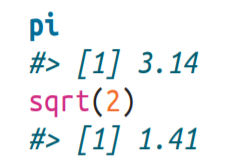 pi
#> [1] 3.14
sqrt(2)
#> [1] 1.41